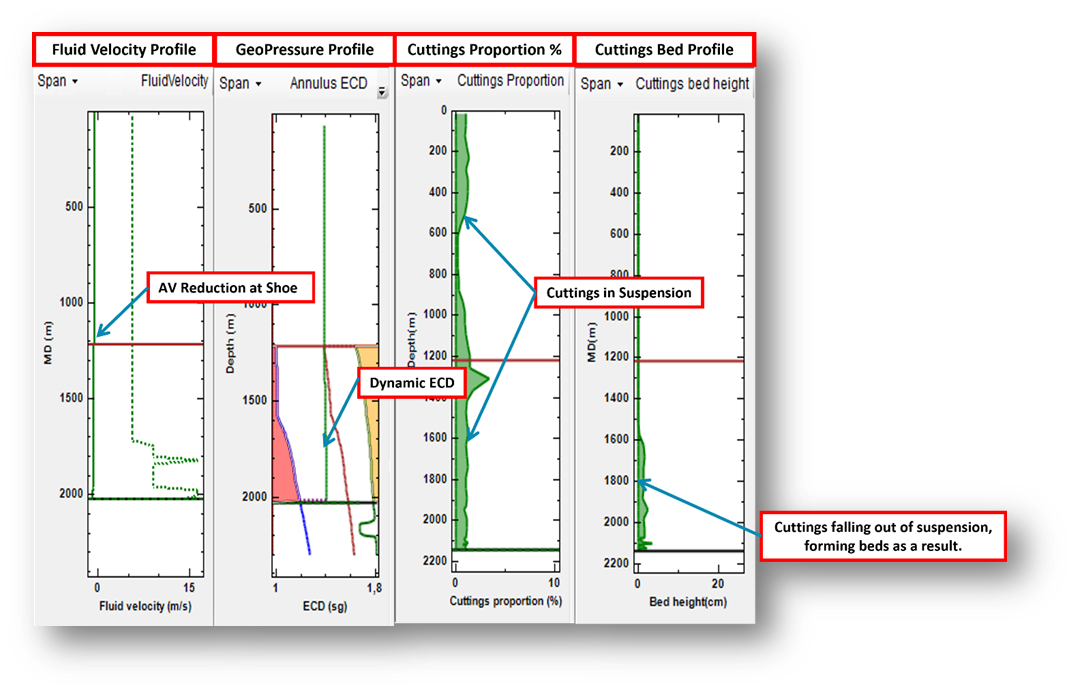 Fluid Velocity Profile
GeoPressure Profile
Cuttings Proportion %
Cuttings Bed Profile
Span
FluidVelocity
Span
Annulus ECD
Span
Cuttings Proportion
Span
Cuttings bed height
500
1000
1500
2000
MD (m)
0
15
Fluid velocity (m/s)
AV Reduction at Shoe
500
1000
1500
2000
Depth (m)
1
1,8
ECD (sg)
Dynamic ECD
0
200
400
600
800
1000
1200
1400
1600
1800
2000
2200
Depth(m)
0
10
Cuttings proportion (%)
Cuttings in Suspension
200
400
600
800
1000
1200
1400
1600
1800
2000
2200
MD(m)
0
20
Bed height(cm)
Cuttings falling out of suspension,
forming beds as a result.